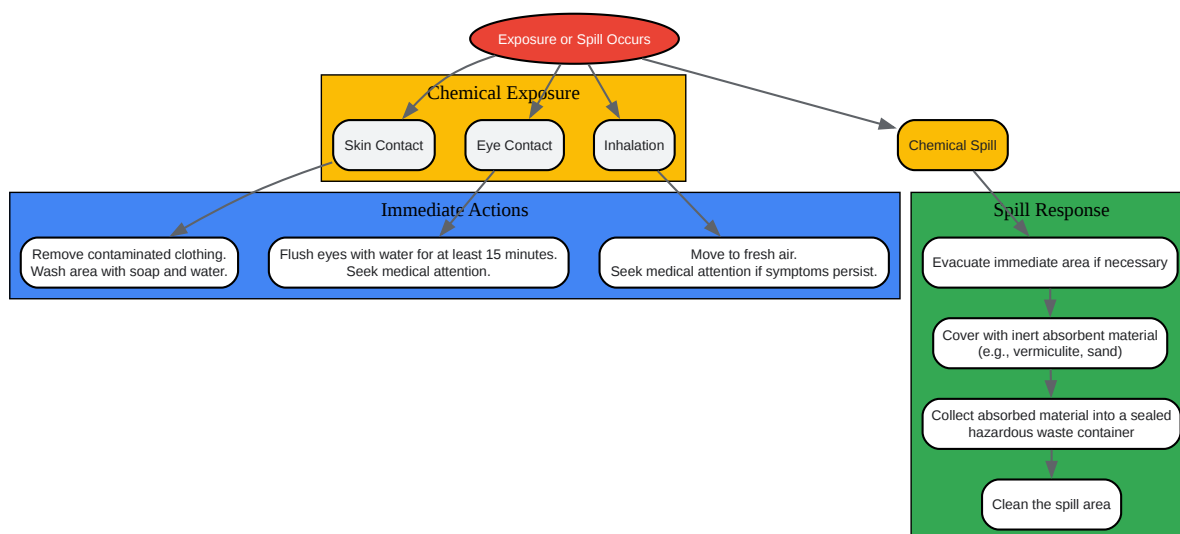 Exposure or Spill Occurs
Chemical Exposure
Skin Contact
Eye Contact
Inhalation
Chemical Spill
Immediate Actions
Remove contaminated clothing.
Wash area with soap and water.
Flush eyes with water for at least 15 minutes.
Seek medical attention.
Move to fresh air.
Seek medical attention if symptoms persist.
Spill Response
Evacuate immediate area if necessary
Cover with inert absorbent material
(e.g., vermiculite, sand)
Collect absorbed material into a sealed
hazardous waste container
Clean the spill area